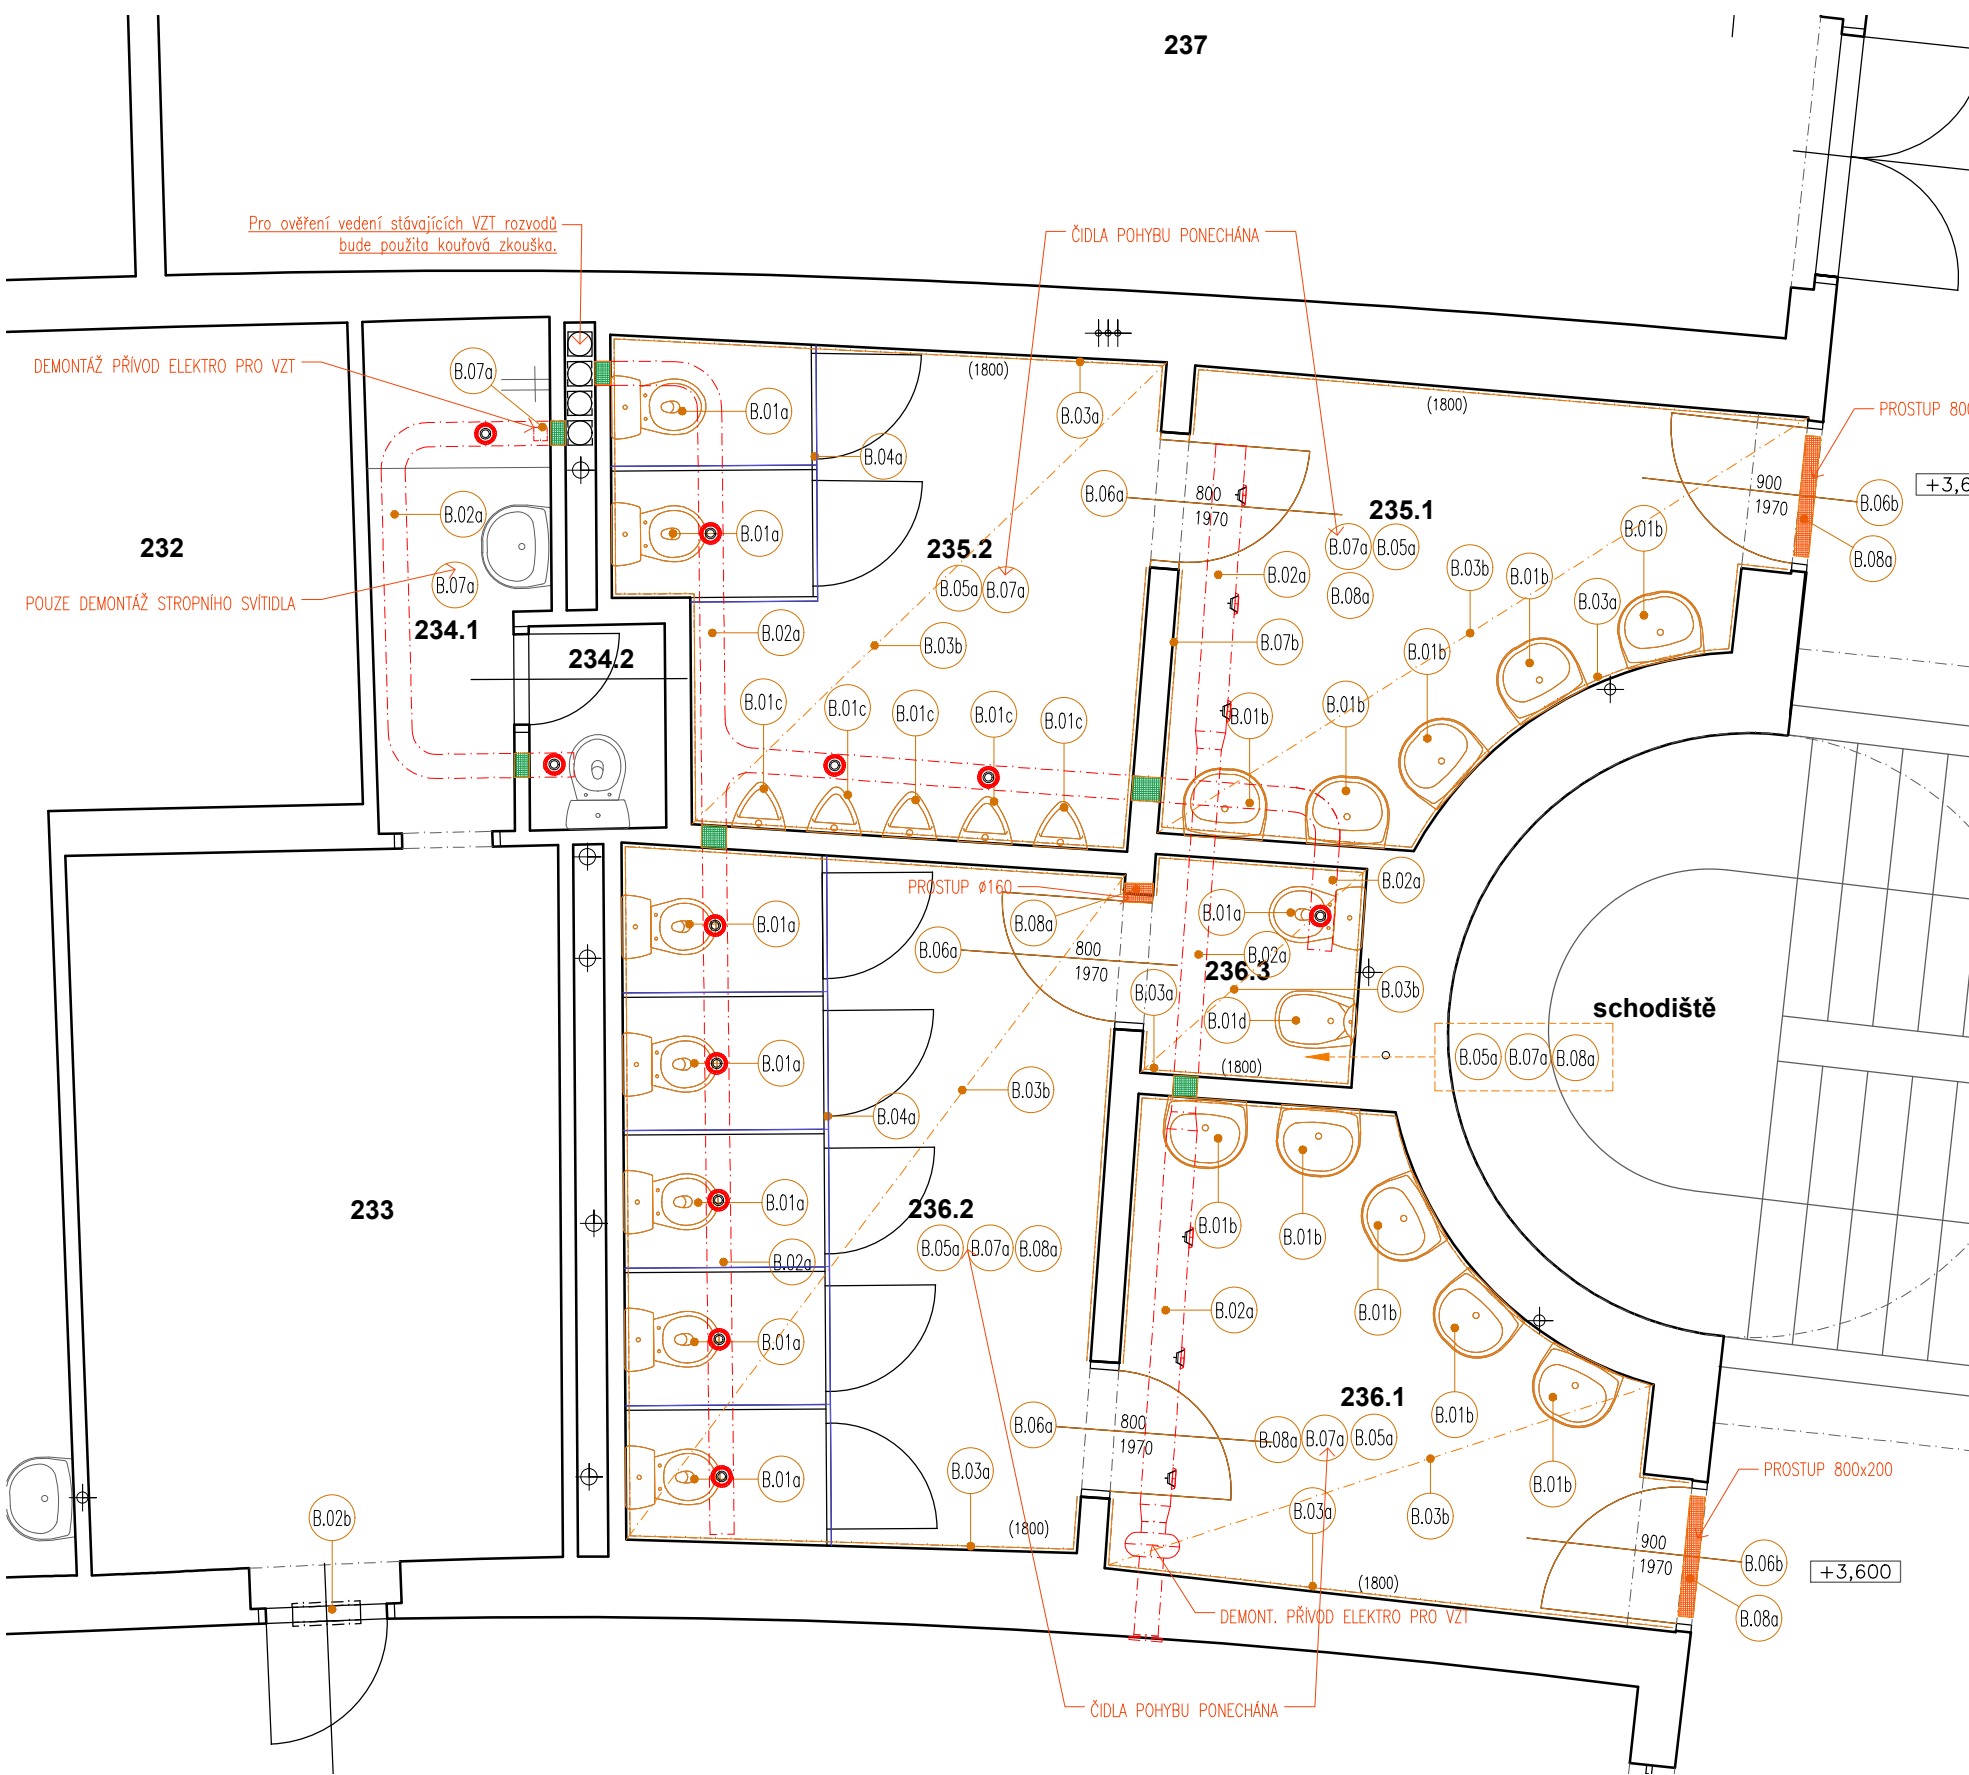 237
Pro ověření vedení stávajících VZT rozvodů
bude použita kouřová zkouška.
ČIDLA POHYBU PONECHÁNA
DEMONTÁŽ PŘÍVOD ELEKTRO PRO VZT
B.07a
B.01a
(1800)
B.03a
(1800)
PROSTUP 800
B.04a
B.06a
800
1970
235.1
900
1970
B.06b
+3,6
B.02a
B.01a
232
235.2
B.07a
B.05a
B.01b
B.08a
B.07a
B.05a
B.07a
B.02a
B.08a
B.03b
B.01b
B.03a
POUZE DEMONTÁŽ STROPNÍHO SVÍTIDLA
234.1
234.2
B.02a
B.03b
B.07b
B.01b
B.01c
B.01c
B.01c
B.01c
B.01c
B.01b
B.01b
PROSTUP ø160
B.02a
B.01a
B.08a
B.01a
B.06a
800
1970
B.02a
236.3
B.03a
B.03b
B.01d
schodiště
B.01a
B.03b
(1800)
B.05a
B.07a
B.08a
B.04a
233
B.01a
236.2
B.05a
B.07a
B.08a
B.01b
B.01b
B.02a
B.02a
B.01b
B.01a
236.1
B.06a
800
1970
B.08a
B.07a
B.05a
B.01b
B.01a
B.03a
B.01b
PROSTUP 800x200
B.02b
(1800)
B.03a
B.03b
900
1970
B.06b
+3,600
(1800)
B.08a
DEMONT. PŘÍVOD ELEKTRO PRO VZT
ČIDLA POHYBU PONECHÁNA